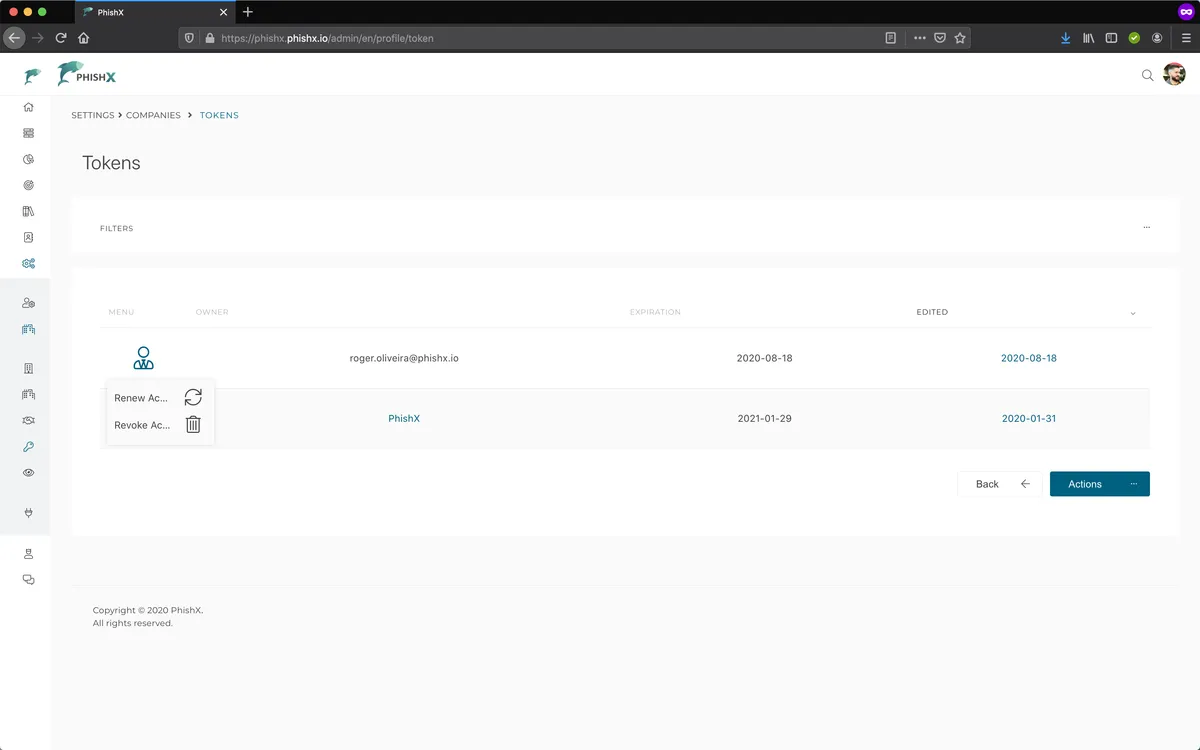 PhishX
https://phishx.phishx.io/admin/en/profile/token
PHISHX
SETTINGS COMPANIES TOKENS
Tokens
FILTERS
MENU OWNER EXPIRATION EDITED
roger.oliveira@phishx.io 2020-08-18 2020-08-18
Renew Ac...
PhishX 2021-01-29 2020-01-31
Revoke Ac...
Back Actions
Copyright © 2020 PhishX.
All rights reserved.